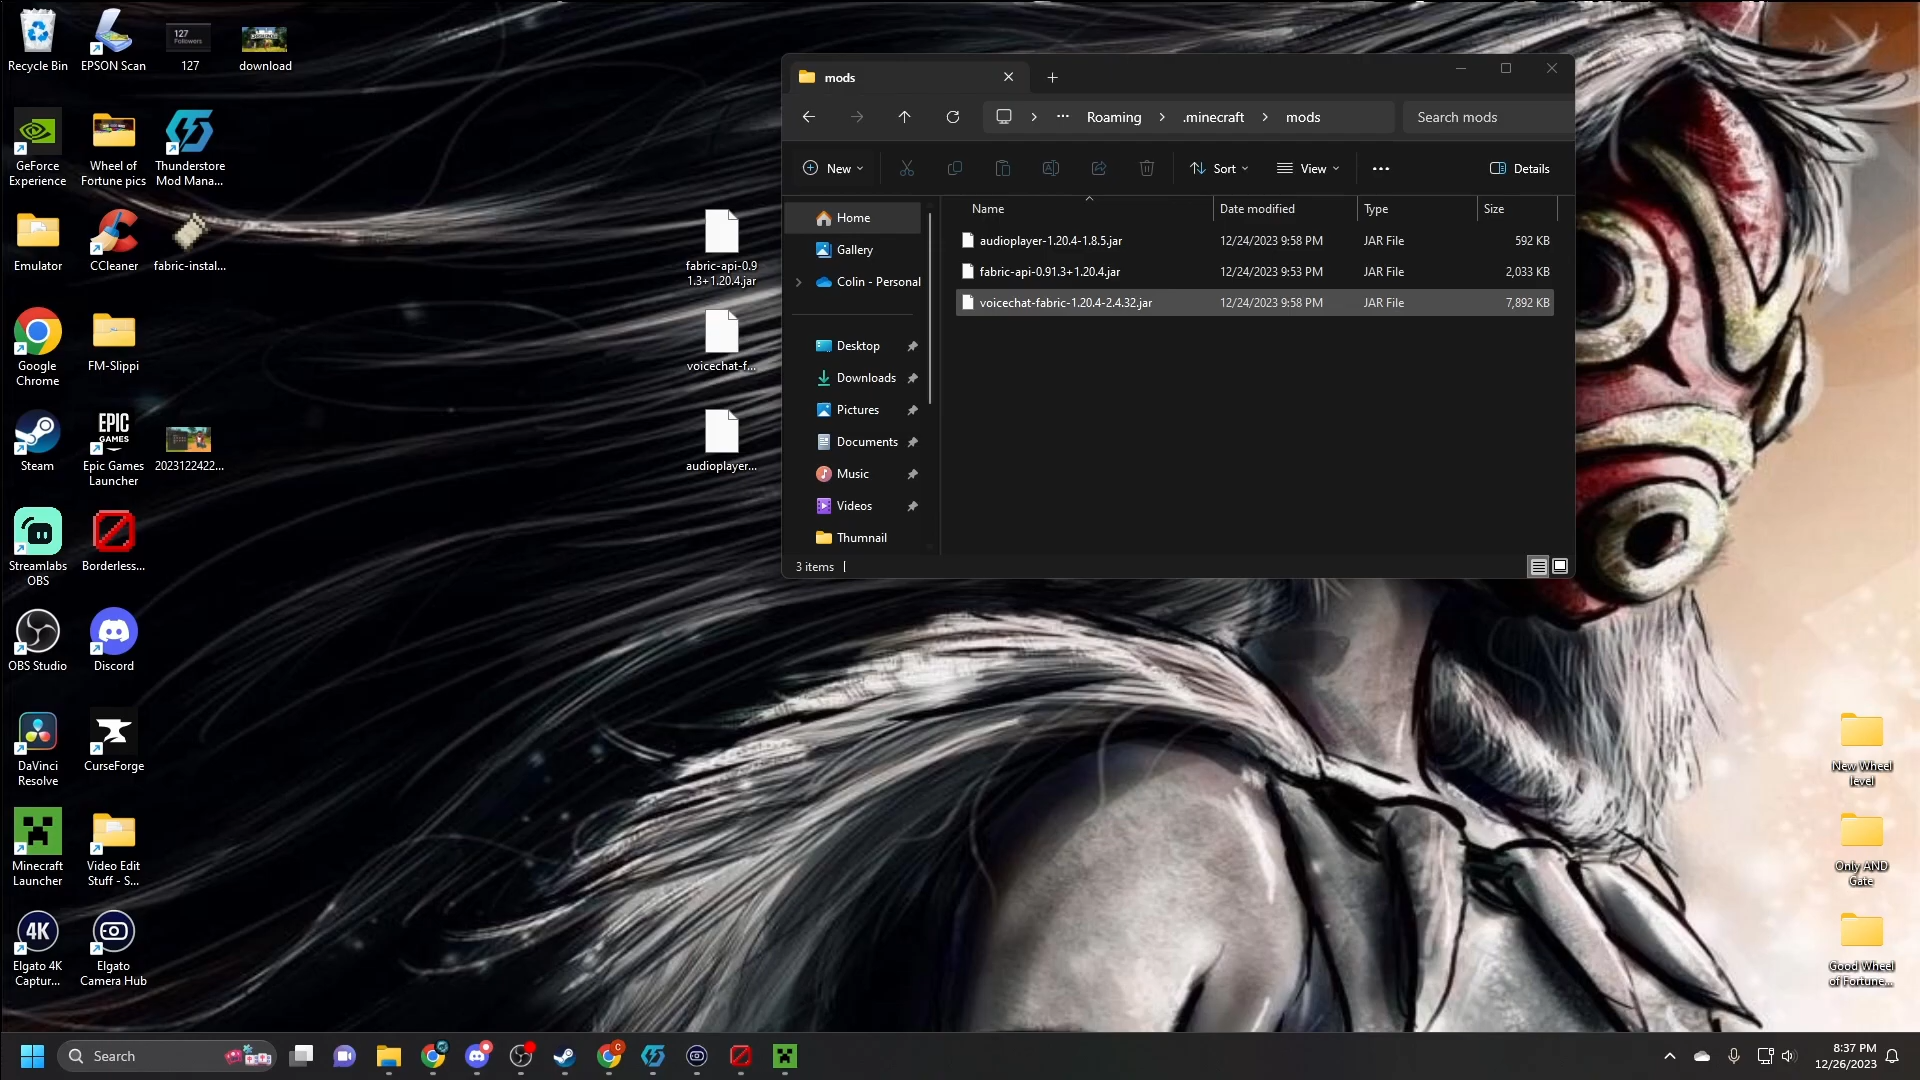 Recycle Bin
EPSON Scan
127
Followers
127
download
GeForce
Experience
Wheel of
Fortune pics
Thunderstore
Mod Mana...
Emulator
CCleaner
fabric-instal...
Google
Chrome
FM-Slippi
Steam
EPIC
GAMES
Epic Games
Launcher
2023122422...
Streamlabs
OBS
Borderless...
OBS Studio
Discord
DaVinci
Resolve
CurseForge
Minecraft
Launcher
Video Edit
Stuff - S...
4K
Elgato 4K
Captur...
Elgato
Camera Hub
fabric-api-0.9
1.3+1.20.4.jar
voicechat-f...
audioplayer...
mods
Roaming
.minecraft
mods
Search mods
New
Sort
View
Details
Home
Gallery
Colin - Personal
Desktop
Downloads
Pictures
Documents
Music
Videos
Thumnail
Name
Date modified
Type
Size
audioplayer-1.20.4-1.8.5.jar
12/24/2023 9:58 PM
JAR File
592 KB
fabric-api-0.91.3+1.20.4.jar
12/24/2023 9:53 PM
JAR File
2,033 KB
voicechat-fabric-1.20.4-2.4.32.jar
12/24/2023 9:58 PM
JAR File
7,892 KB
3 items
New Wheel
level
Only AND
Gate
Good Wheel
of Fortune...
Search
8:37 PM
12/26/2023